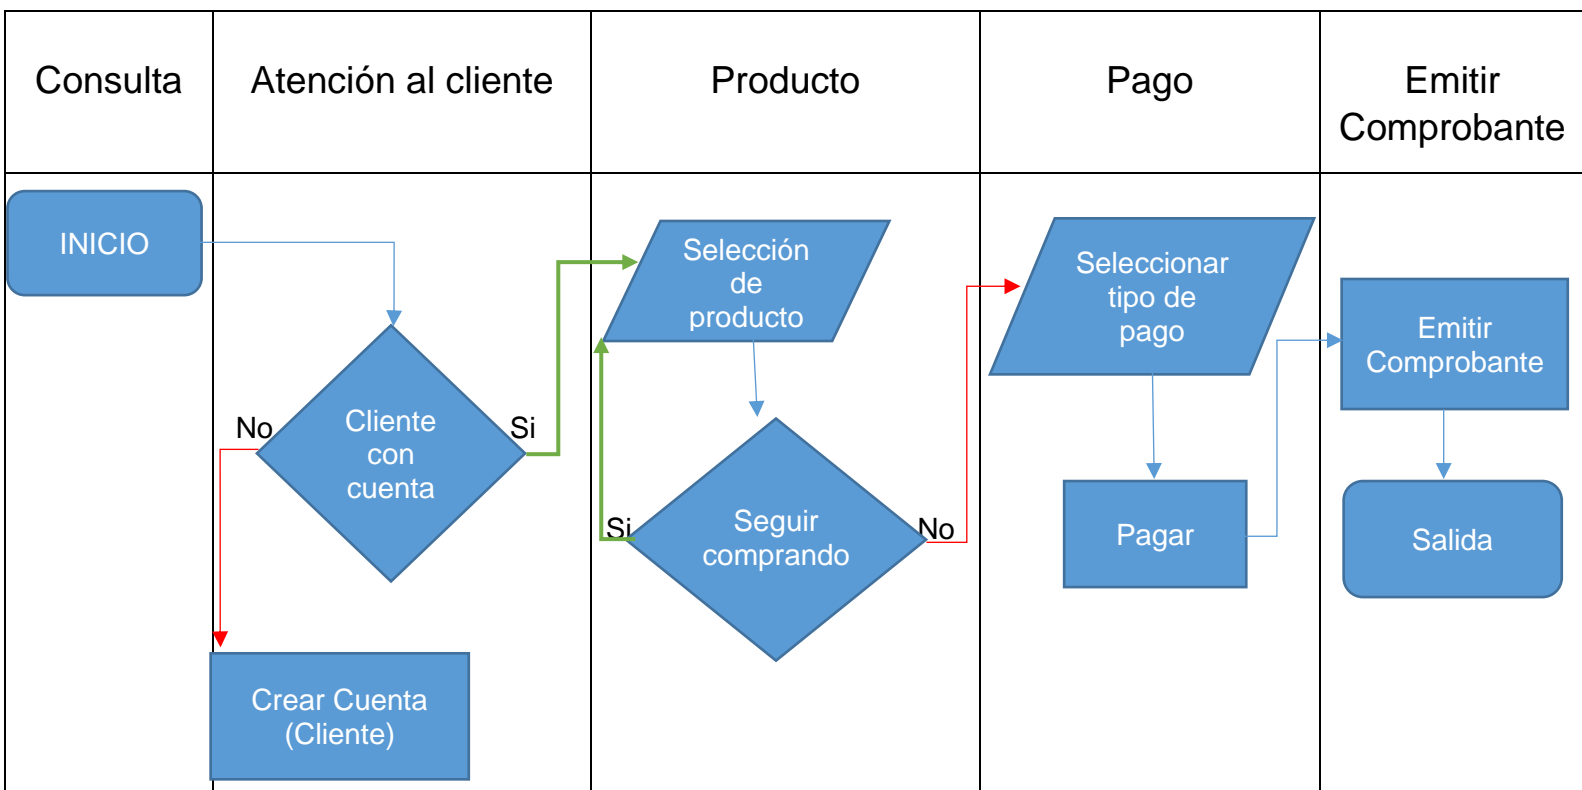 Consulta
Atención al cliente
Producto
Pago
Emitir
Comprobante
INICIO
No
Cliente
con
cuenta
Si
Crear Cuenta
(Cliente)
Selección
de
producto
Si
Seguir
comprando
No
Seleccionar
tipo de
pago
Pagar
Emitir
Comprobante
Salida